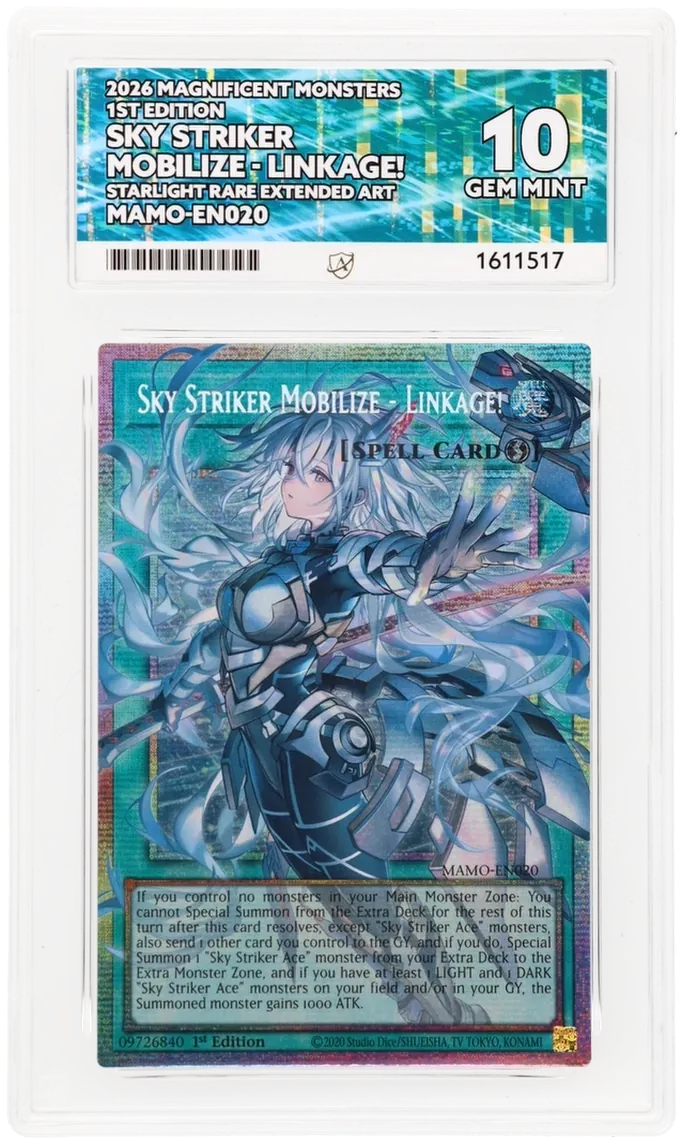 2026 MAGNIFICENT MONSTERS
1ST EDITION
SKY STRIKER
MOBILIZE - LINKAGE!
STARLIGHT RARE EXTENDED ART
MAMO-EN020
10
GEM MINT
1611517
SKY STRIKER MOBILIZE - LINKAGE!
SPELL
[SPELL CARD]
MAMO-EN020
If you control no monsters in your Main Monster Zone: You
cannot Special Summon from the Extra Deck for the rest of this
turn after this card resolves, except "Sky Striker Ace" monsters,
also send 1 other card you control to the GY, and if you do, Special
Summon 1 "Sky Striker Ace" monster from your Extra Deck to the
Extra Monster Zone, and if you have at least 1 LIGHT and 1 DARK
"Sky Striker Ace" monsters on your field and/or in your GY, the
Summoned monster gains 1000 ATK.
09726840 1st Edition
©2020 Studio Dice/SHUEISHA, TV TOKYO, KONAMI